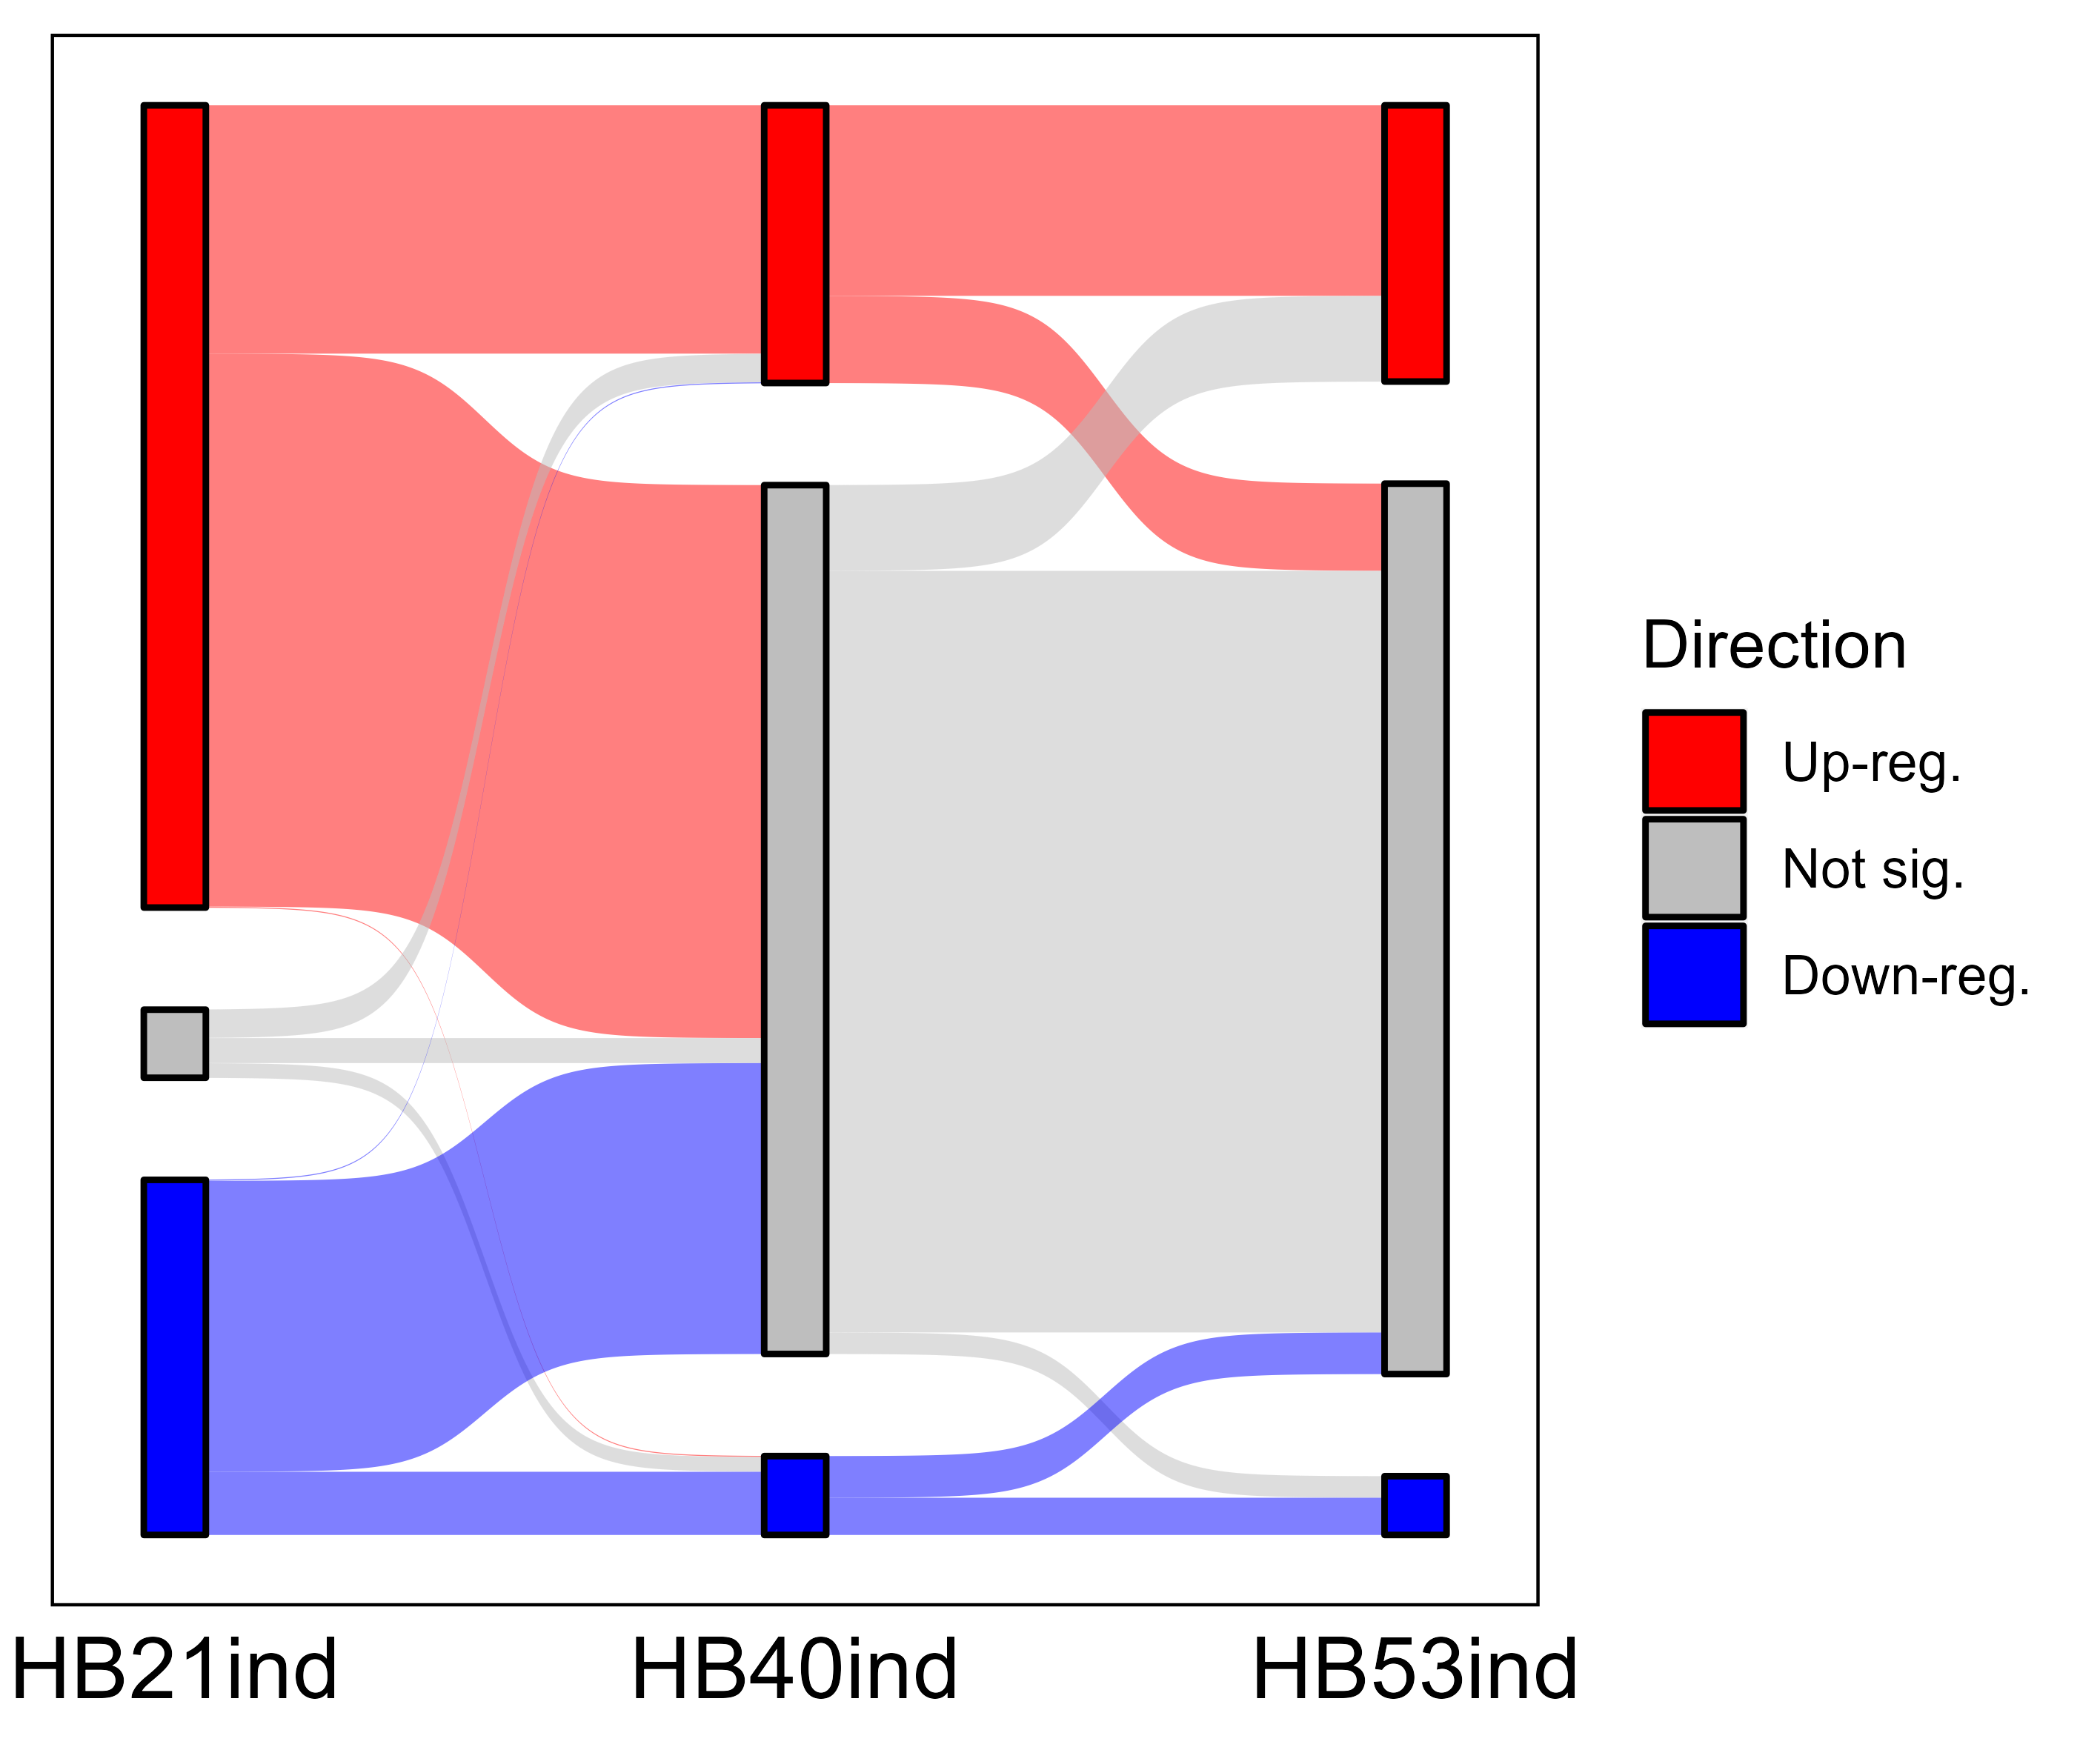 Direction
Up-reg.
Not sig.
Down-reg.
HB21ind
HB40ind
HB53ind